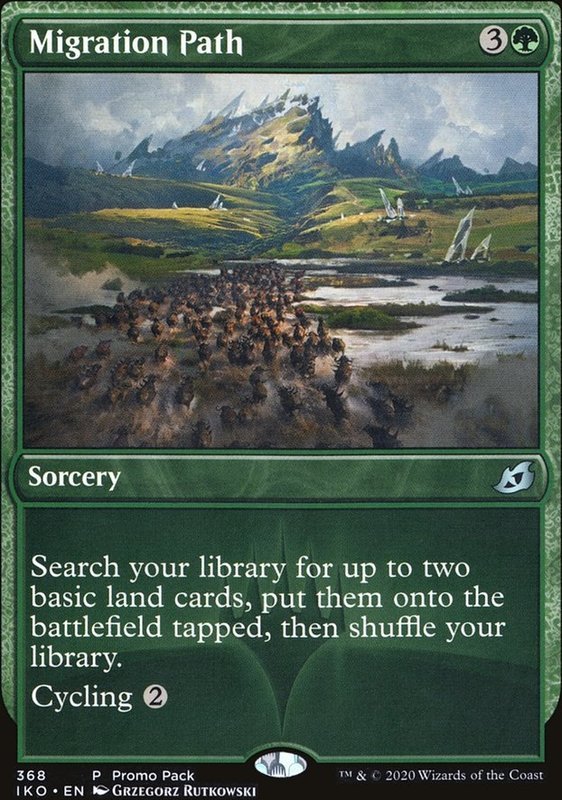 Migration Path 3
Sorcery
Search your library for up to two
basic land cards, put them onto the
battlefield tapped, then shuffle your
library.
Cycling 2
368 P Promo Pack ™ & © 2020 Wizards of the Coast
IKO • EN Grzegorz Rutkowski